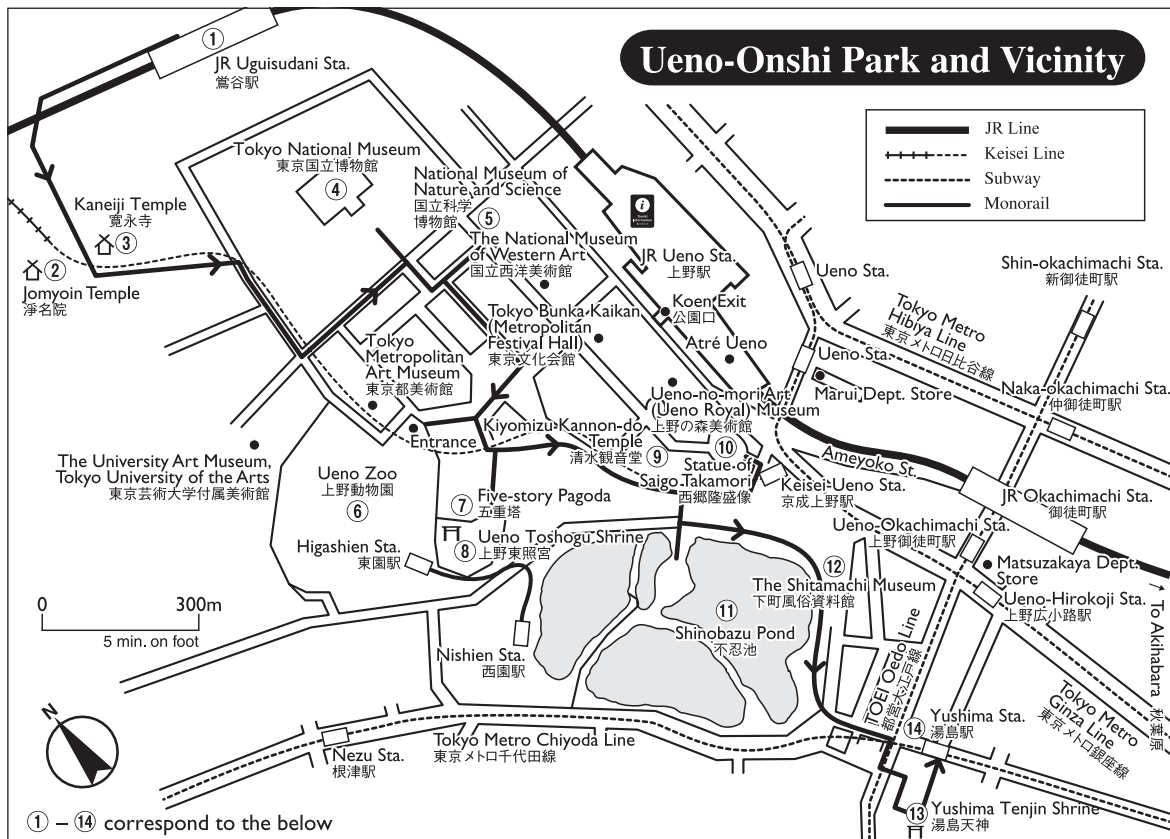 Ueno-Onshi Park and Vicinity
JR Line
Keisei Line
Subway
Monorail
①
JR Uguisudani Sta.
鶯谷駅
Tokyo National Museum
東京国立博物館
④
National Museum of
Nature and Science
国立科学
博物館
⑤
Kaneiji Temple
寛永寺
③
②
Jomyoin Temple
浄名院
The National Museum
of Western Art
国立西洋美術館
i
JR Ueno Sta.
上野駅
Koen Exit
公園口
Atré Ueno
Ueno Sta.
Shin-okachimachi Sta.
新御徒町駅
Tokyo Metro
Hibiya Line
東京メトロ日比谷線
Ueno Sta.
Marui Dept. Store
Naka-okachimachi Sta.
仲御徒町駅
Tokyo Bunka Kaikan
(Metropolitan
Festival Hall)
東京文化会館
Tokyo
Metropolitan
Art Museum
東京都美術館
Ueno-no-mori Art
(Ueno Royal) Museum
上野の森美術館
Entrance
Kiyomizu Kannon-do
Temple
清水観音堂
⑨
⑩
Statue of
Saigo Takamori
西郷隆盛像
Keisei-Ueno Sta.
京成上野駅
Ameyoko St.
JR Okachimachi Sta.
御徒町駅
The University Art Museum,
Tokyo University of the Arts
東京芸術大学付属美術館
Ueno Zoo
上野動物園
⑥
⑦
Five-story Pagoda
五重塔
⑧
Ueno Toshogu Shrine
上野東照宮
Higashien Sta.
東園駅
Ueno-Okachimachi Sta.
上野御徒町駅
Matsuzakaya Dept.
Store
Ueno-Hirokoji Sta.
上野広小路駅
⑫
The Shitamachi Museum
下町風俗資料館
⑪
Shinobazu Pond
不忍池
0
300m
5 min. on foot
Nishien Sta.
西園駅
TOEI Oedo Line
都営大江戸線
→ To Akihabara 秋葉原
Tokyo Metro
Ginza Line
東京メトロ銀座線
N
Nezu Sta.
根津駅
Tokyo Metro Chiyoda Line
東京メトロ千代田線
⑭
Yushima Sta.
湯島駅
⑬
Yushima Tenjin Shrine
湯島天神
① – ⑭ correspond to the below